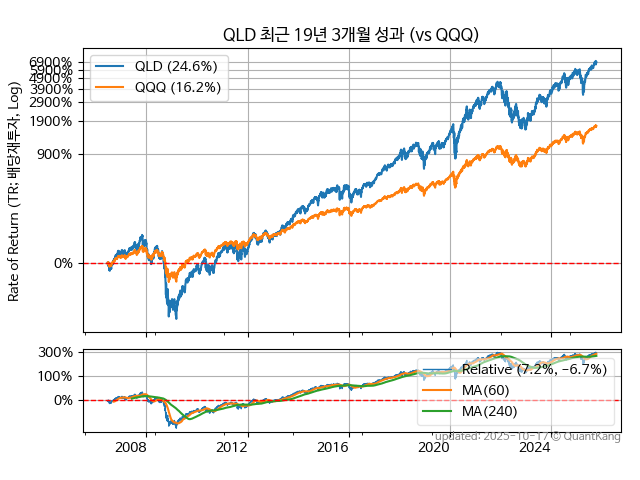 QLD 최근 19년 3개월 성과 (vs QQQ)
Rate of Return (TR; 배당재투자, Log)
6900%
5900%
4900%
3900%
2900%
1900%
900%
0%
QLD (24.6%)
QQQ (16.2%)
300%
100%
0%
Relative (7.2%, -6.7%)
MA(60)
MA(240)
updated: 2025-10-17 © QuantKang
2008 2012 2016 2020 2024